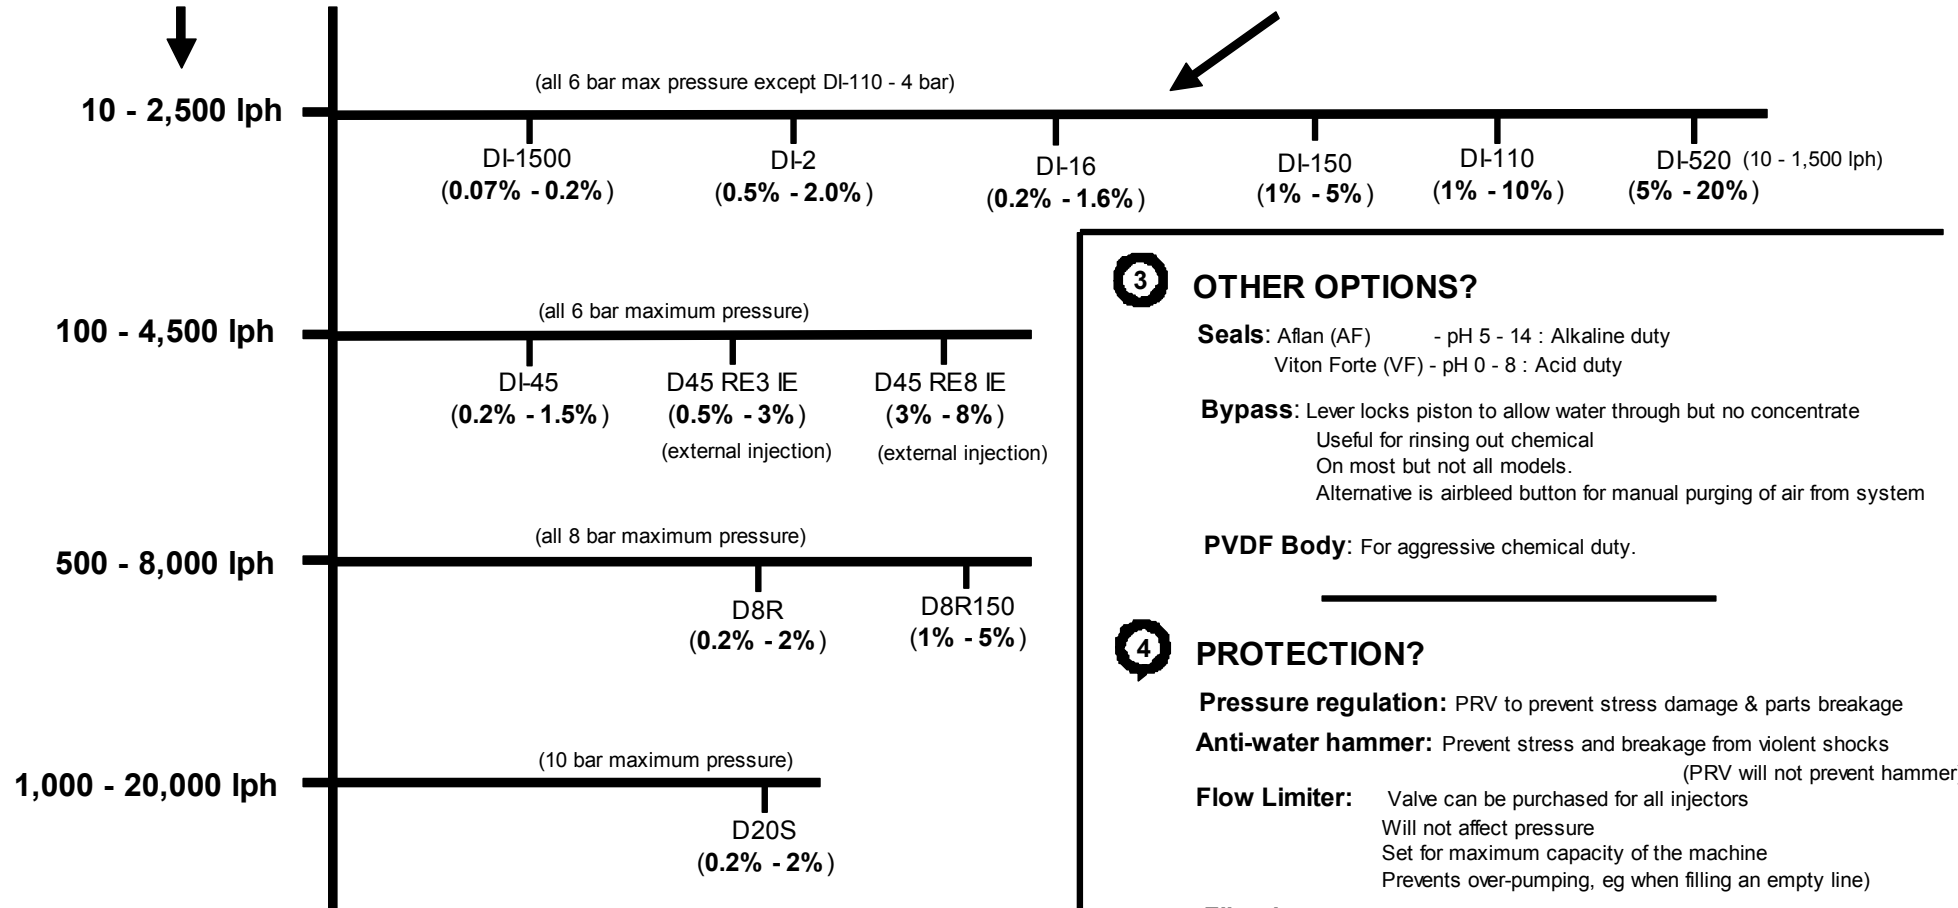 (all 6 bar max pressure except DI-110 - 4 bar)
10 - 2,500 lph
DI-1500
(0.07% - 0.2%)
DI-2
(0.5% - 2.0%)
DI-16
(0.2% - 1.6%)
DI-150
(1% - 5%)
DI-110
(1% - 10%)
DI-520 (10 - 1,500 lph)
(5% - 20%)
(all 6 bar maximum pressure)
100 - 4,500 lph
DI-45
(0.2% - 1.5%)
D45 RE3 IE
(0.5% - 3%)
(external injection)
D45 RE8 IE
(3% - 8%)
(external injection)
(all 8 bar maximum pressure)
500 - 8,000 lph
D8R
(0.2% - 2%)
D8R150
(1% - 5%)
(10 bar maximum pressure)
1,000 - 20,000 lph
D20S
(0.2% - 2%)
3 OTHER OPTIONS?
Seals: Aflan (AF) - pH 5 - 14 : Alkaline duty
Viton Forte (VF) - pH 0 - 8 : Acid duty
Bypass: Lever locks piston to allow water through but no concentrate
Useful for rinsing out chemical
On most but not all models.
Alternative is airbleed button for manual purging of air from system
PVDF Body: For aggressive chemical duty.
4 PROTECTION?
Pressure regulation: PRV to prevent stress damage & parts breakage
Anti-water hammer: Prevent stress and breakage from violent shocks
(PRV will not prevent hammer
Flow Limiter: Valve can be purchased for all injectors
Will not affect pressure
Set for maximum capacity of the machine
Prevents over-pumping, eg when filling an empty line)